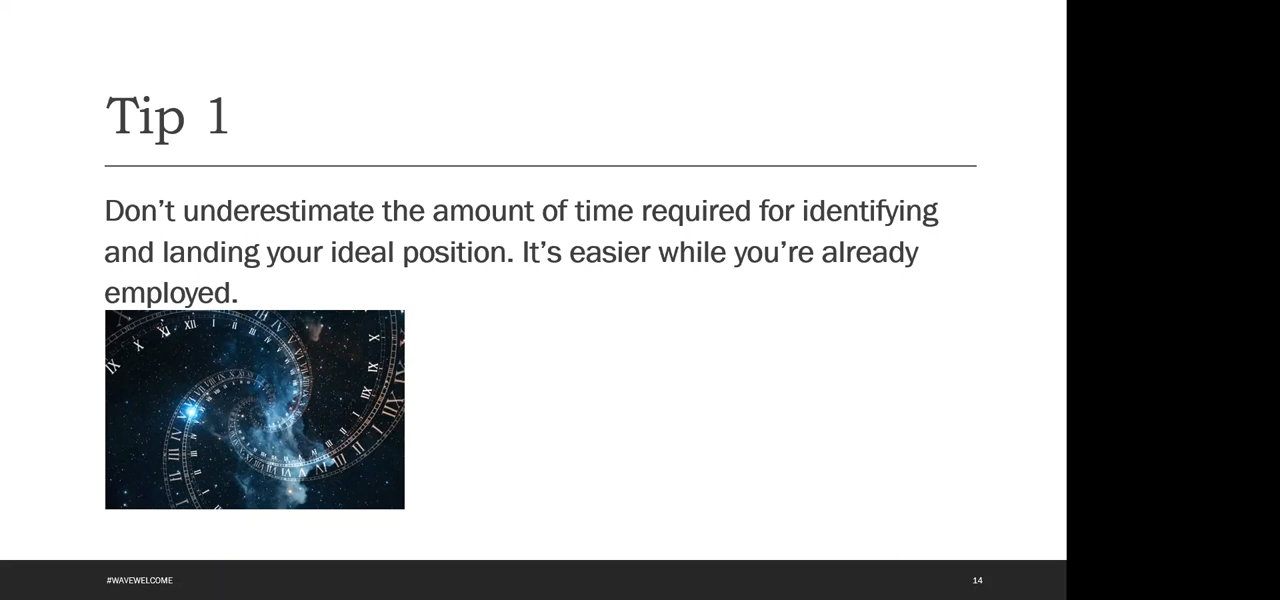 Tip 1
Don’t underestimate the amount of time required for identifying
and landing your ideal position. It’s easier while you’re already
employed.
#WAVEWELCOME
14